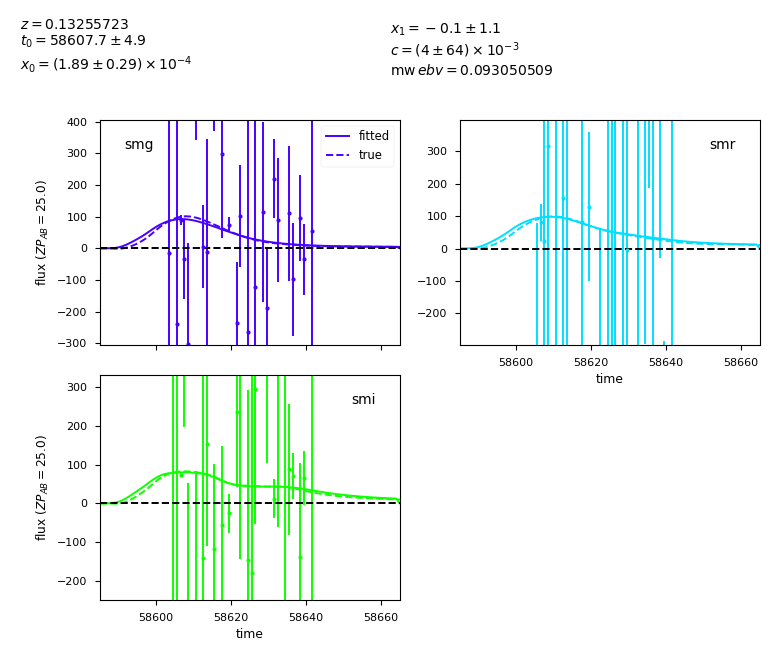 z = 0.13255723
t₀ = 58607.7 ± 4.9
x₀ = (1.89 ± 0.29) × 10⁻⁴
x₁ = −0.1 ± 1.1
c = (4 ± 64) × 10⁻³
mw ebv = 0.093050509
400
300
200
100
0
−100
−200
−300
flux (ZP_AB = 25.0)
smg
fitted
true
300
200
100
0
−100
−200
smr
58600
58620
58640
58660
time
300
200
100
0
−100
−200
flux (ZP_AB = 25.0)
smi
58600
58620
58640
58660
time